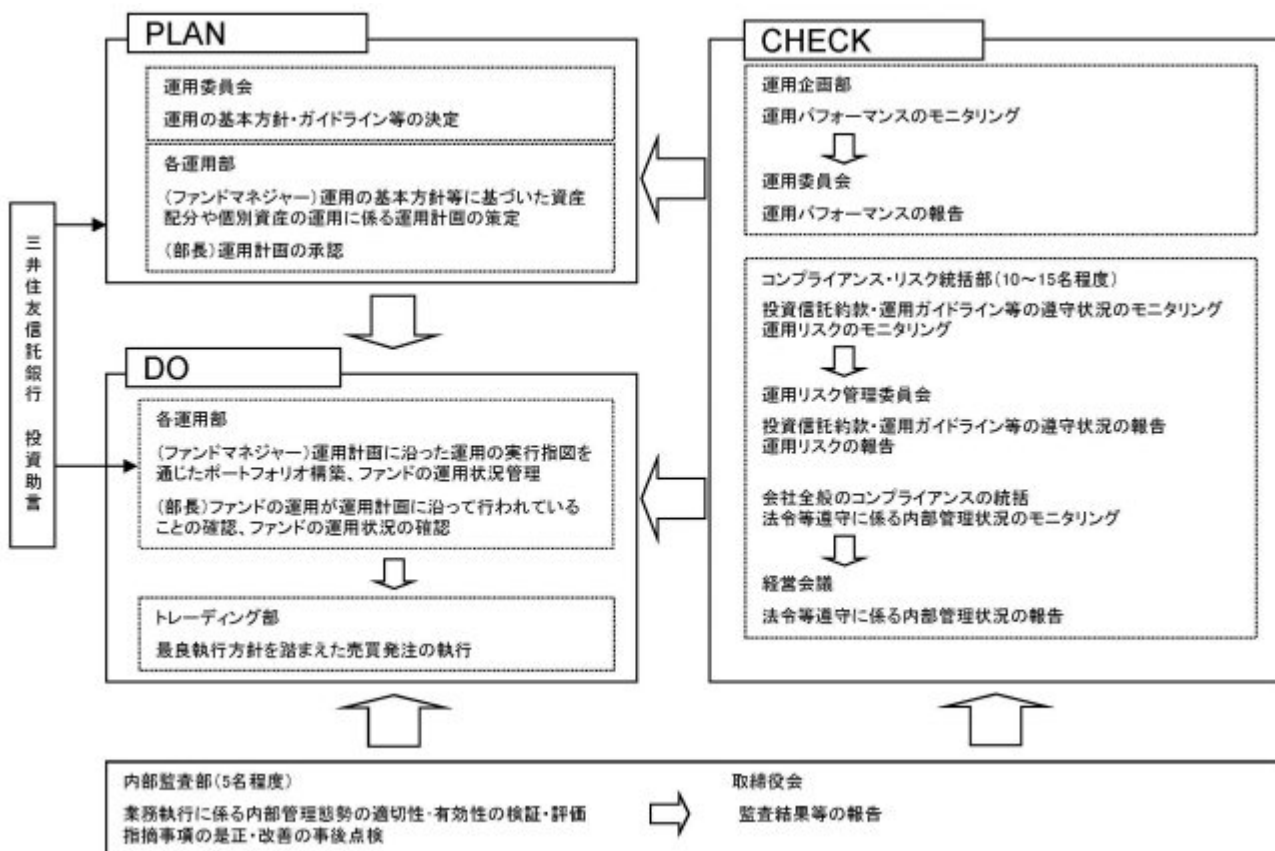 PLAN
運用委員会
運用の基本方針・ガイドライン等の決定
各運用部
(ファンドマネジャー)運用の基本方針等に基づいた資産
配分や個別資産の運用に係る運用計画の策定
(部長)運用計画の承認
三井住友信託銀行 投資助言
DO
各運用部
(ファンドマネジャー)運用計画に沿った運用の実行指図を
通じたポートフォリオ構築、ファンドの運用状況管理
(部長)ファンドの運用が運用計画に沿って行われている
ことの確認、ファンドの運用状況の確認
トレーディング部
最良執行方針を踏まえた売買発注の執行
CHECK
運用企画部
運用パフォーマンスのモニタリング
運用委員会
運用パフォーマンスの報告
コンプライアンス・リスク統括部(10~15名程度)
投資信託約款・運用ガイドライン等の遵守状況のモニタリング
運用リスクのモニタリング
運用リスク管理委員会
投資信託約款・運用ガイドライン等の遵守状況の報告
運用リスクの報告
会社全般のコンプライアンスの統括
法令等遵守に係る内部管理状況のモニタリング
経営会議
法令等遵守に係る内部管理状況の報告
内部監査部(5名程度)
業務執行に係る内部管理態勢の適切性・有効性の検証・評価
指摘事項の是正・改善の事後点検
取締役会
監査結果等の報告